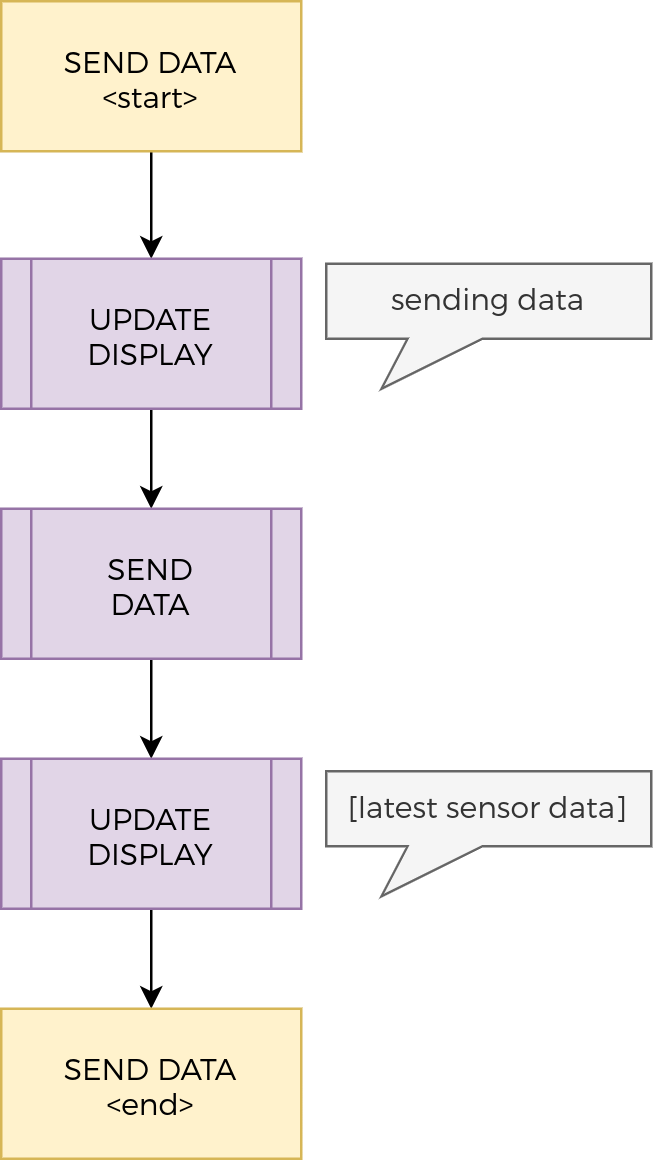 SEND DATA
<start>
UPDATE
DISPLAY
sending data
SEND
DATA
UPDATE
DISPLAY
[latest sensor data]
SEND DATA
<end>